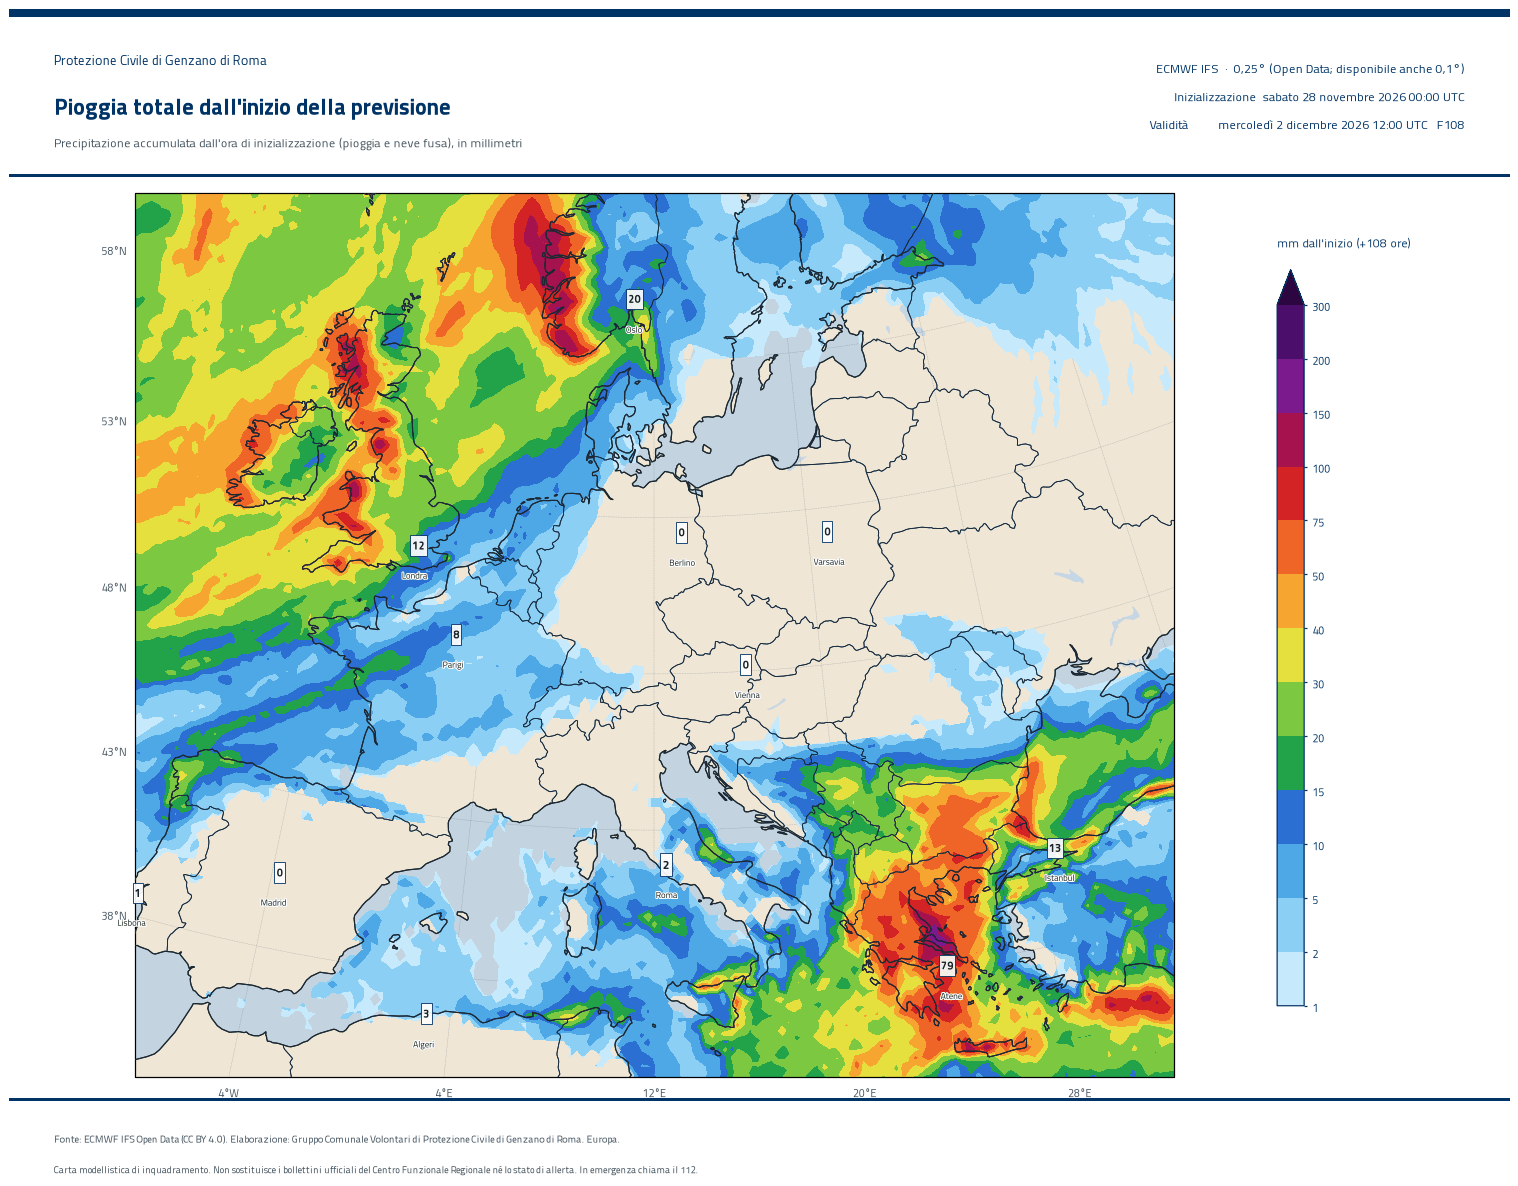 Protezione Civile di Genzano di Roma
Pioggia totale dall'inizio della previsione
Precipitazione accumulata dall'ora di inizializzazione (pioggia e neve fusa), in millimetri
ECMWF IFS · 0,25° (Open Data; disponibile anche 0,1°)
Inizializzazione sabato 28 novembre 2026 00:00 UTC
Validità mercoledì 2 dicembre 2026 12:00 UTC F108
mm dall'inizio (+108 ore)
300
200
150
100
75
50
40
30
20
15
10
5
2
1
58°N
53°N
48°N
43°N
38°N
20
Oslo
12
Londra
0
Berlino
0
Varsavia
8
Parigi
0
Vienna
0
Madrid
1
Lisbona
2
Roma
13
Istanbul
79
Atene
3
Algeri
4°W
4°E
12°E
20°E
28°E
Fonte: ECMWF IFS Open Data (CC BY 4.0). Elaborazione: Gruppo Comunale Volontari di Protezione Civile di Genzano di Roma. Europa.
Carta modellistica di inquadramento. Non sostituisce i bollettini ufficiali del Centro Funzionale Regionale né lo stato di allerta. In emergenza chiama il 112.